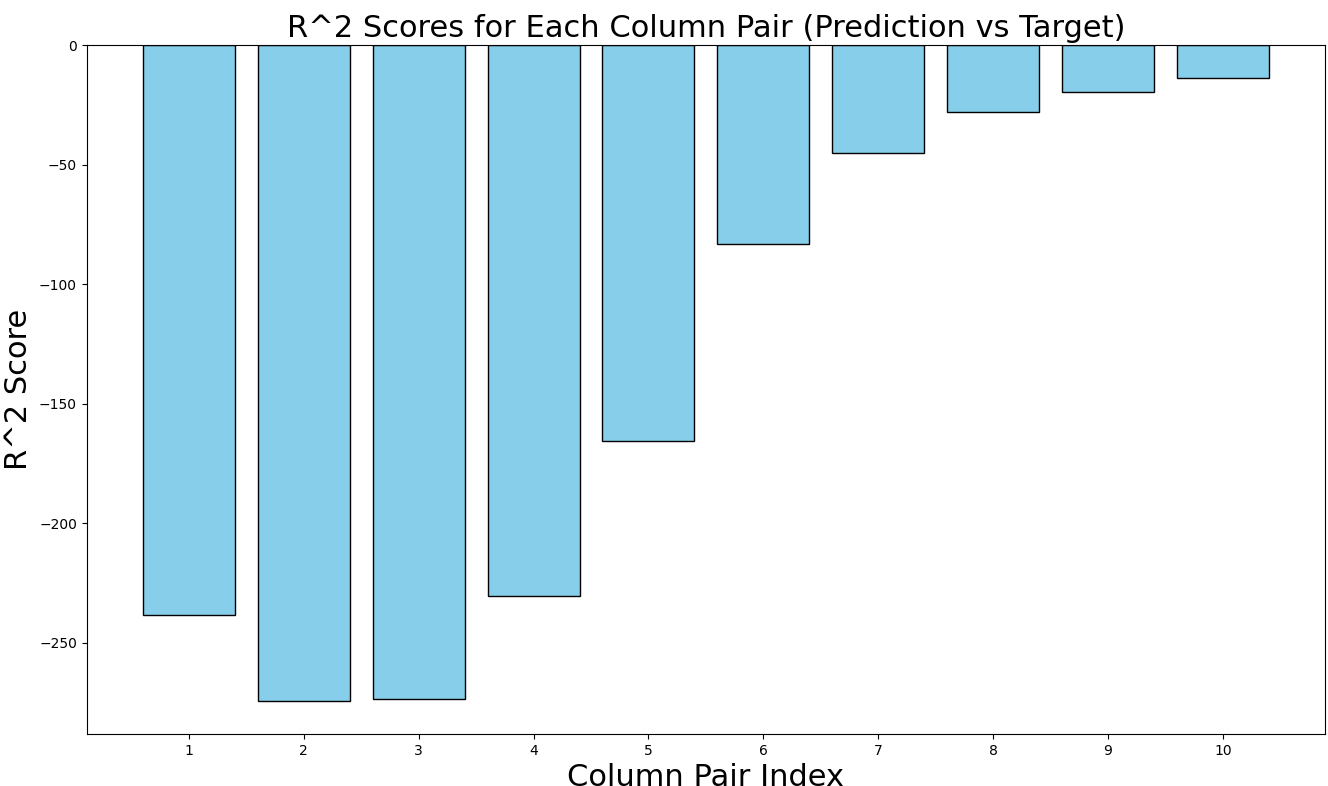 R^2 Scores for Each Column Pair (Prediction vs Target)
R^2 Score
0
−50
−100
−150
−200
−250
1 2 3 4 5 6 7 8 9 10
Column Pair Index